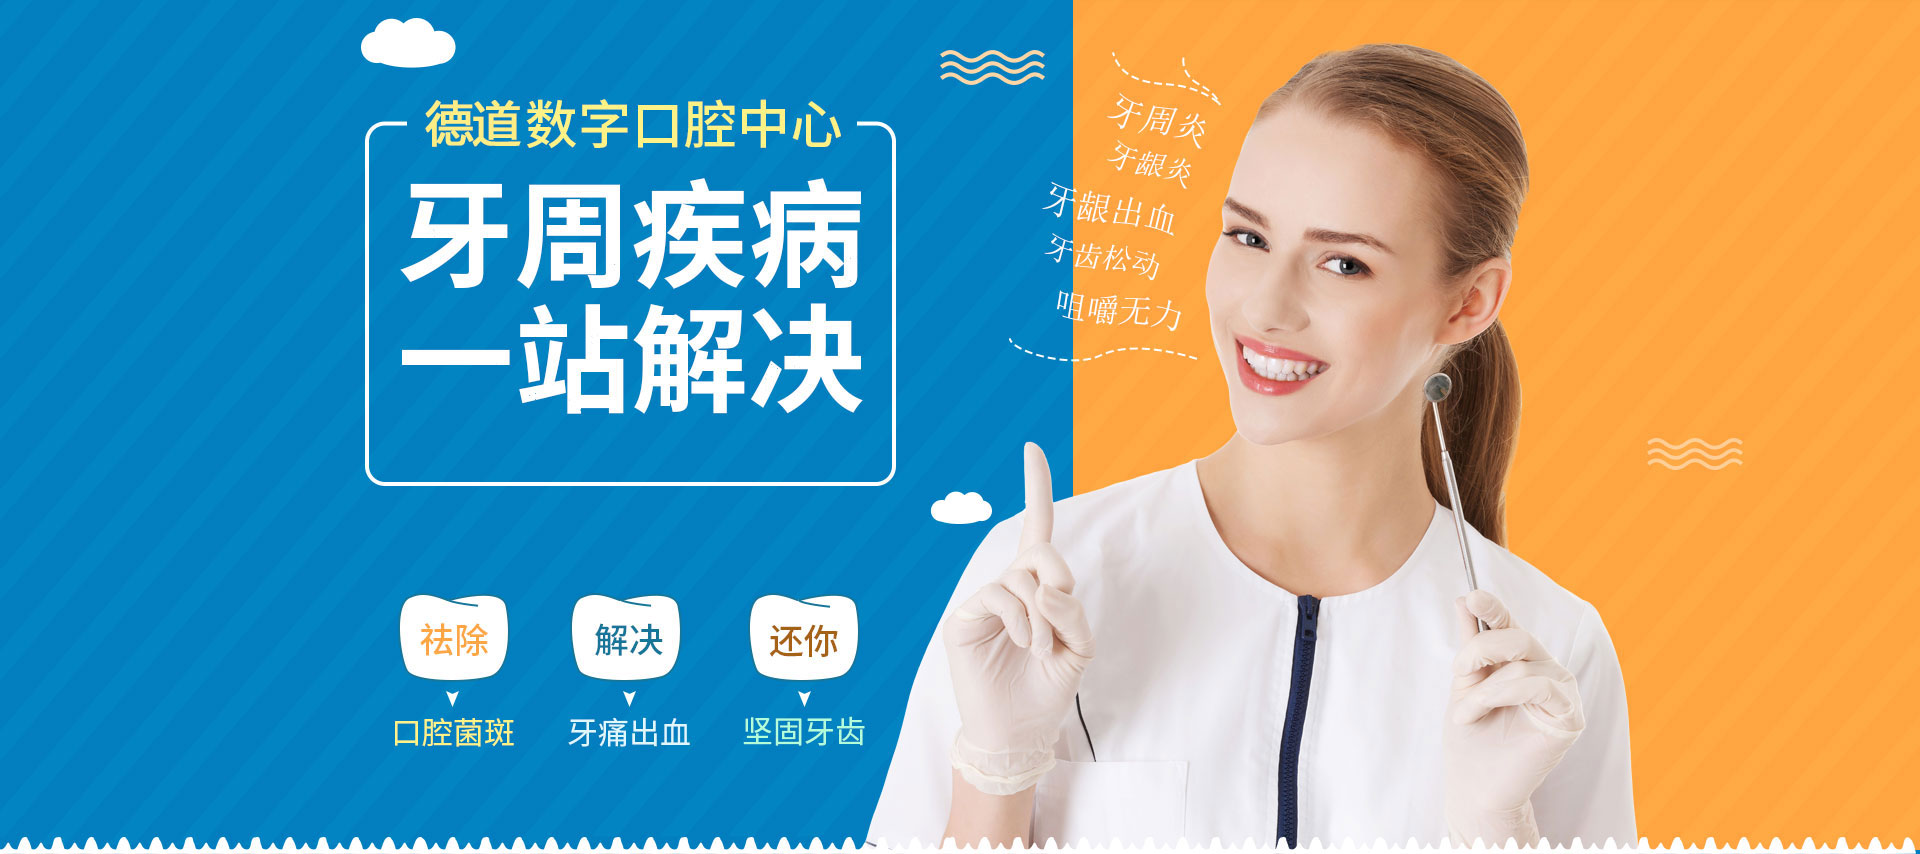 德道数字口腔中心
牙周疾病
一站解决
牙周炎
牙龈炎
牙龈出血
牙齿松动
咀嚼无力
祛除
口腔菌斑
解决
牙痛出血
还你
坚固牙齿